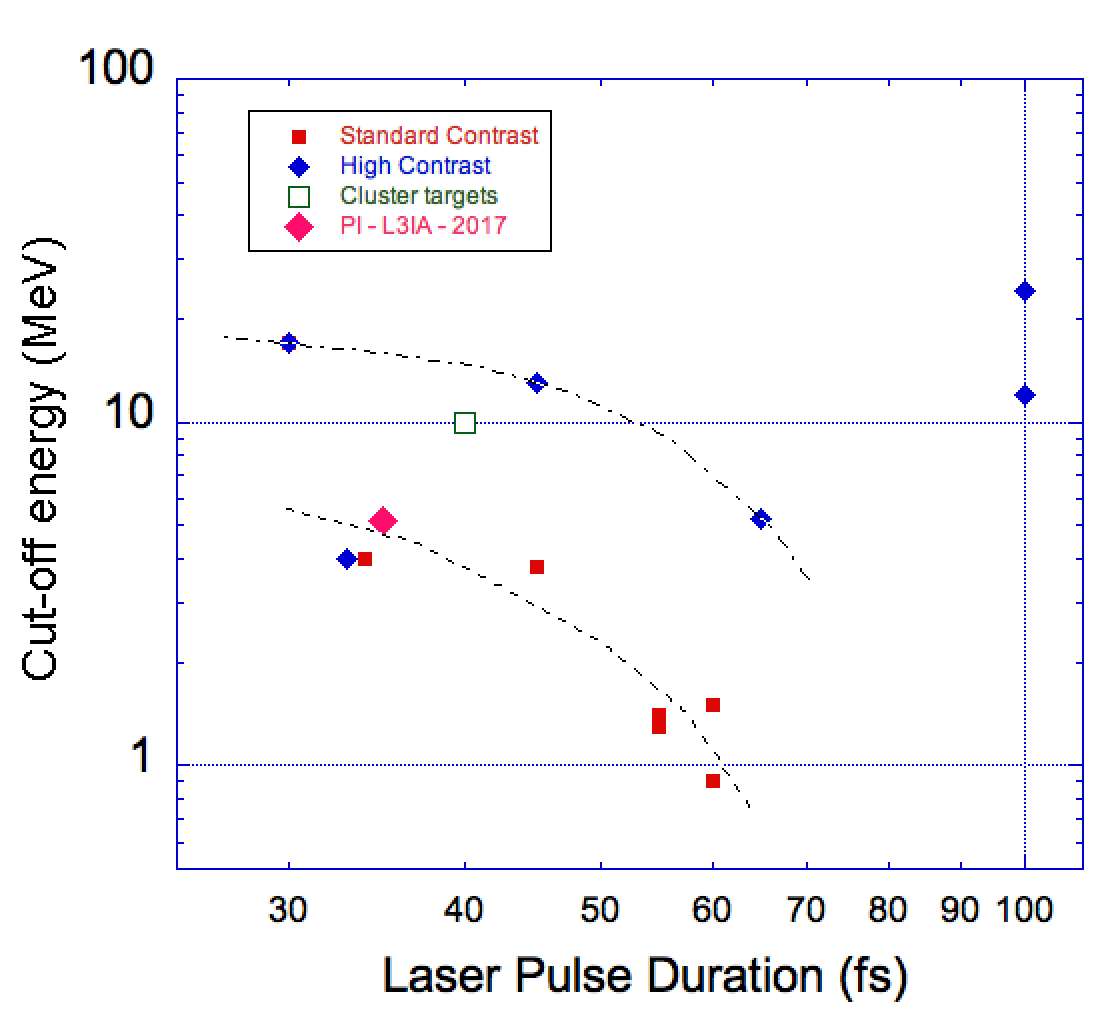 100
Standard Contrast
High Contrast
Cluster targets
PI - L3IA - 2017
10
1
Cut-off energy (MeV)
30 40 50 60 70 80 90 100
Laser Pulse Duration (fs)